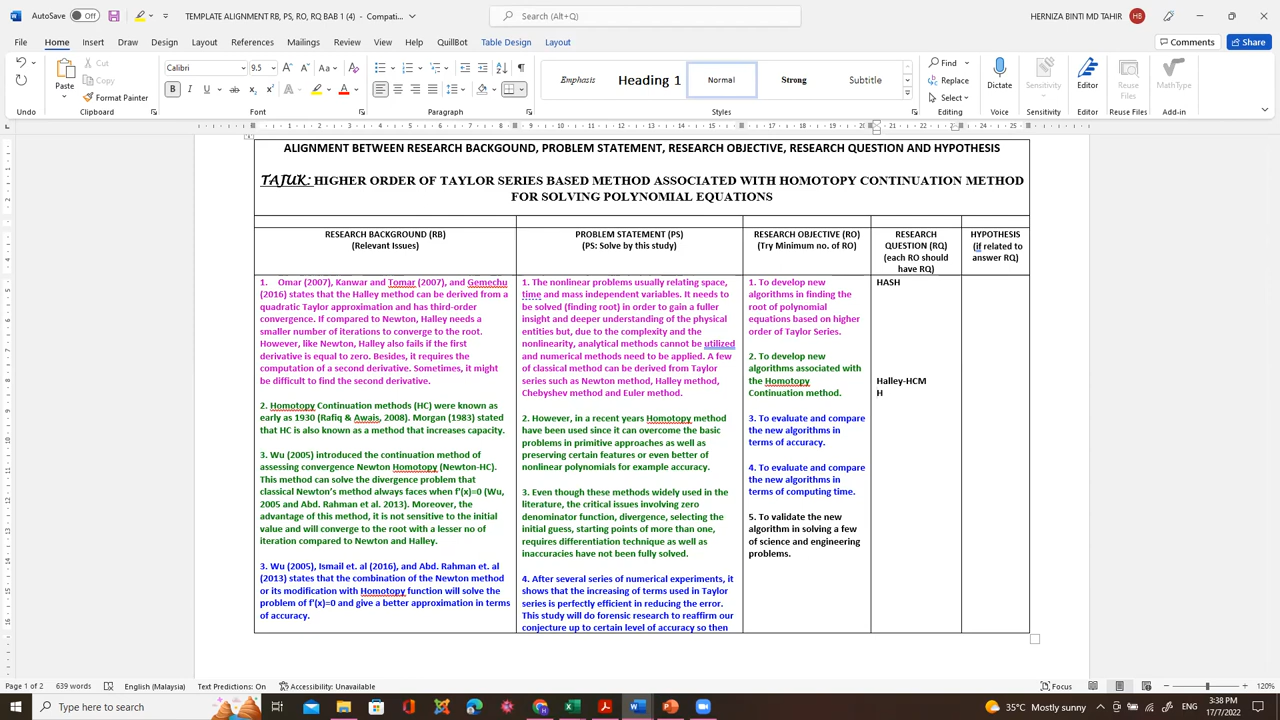 AutoSave Off TEMPLATE ALIGNMENT RB, PS, RO, RQ BAB 1 (4) - Compati... Search (Alt+Q) HERNIZA BINTI MD TAHIR HB
File Home Insert Draw Design Layout References Mailings Review View Help QuillBot Table Design Layout Comments Share
Undo
Paste
Cut
Copy
Format Painter
Clipboard
Calibri 9.5
Font
Paragraph
Emphasis Heading 1 Normal Strong Subtitle
Styles
Find
Replace
Select
Editing
Dictate
Voice
Sensitivity
Sensitivity
Editor
Editor
Reuse Files
Reuse Files
MathType
Add-in
ALIGNMENT BETWEEN RESEARCH BACKGOUND, PROBLEM STATEMENT, RESEARCH OBJECTIVE, RESEARCH QUESTION AND HYPOTHESIS
TAJUK: HIGHER ORDER OF TAYLOR SERIES BASED METHOD ASSOCIATED WITH HOMOTOPY CONTINUATION METHOD
FOR SOLVING POLYNOMIAL EQUATIONS
RESEARCH BACKGROUND (RB)
(Relevant Issues)
PROBLEM STATEMENT (PS)
(PS: Solve by this study)
RESEARCH OBJECTIVE (RO)
(Try Minimum no. of RO)
RESEARCH
QUESTION (RQ)
(each RO should
have RQ)
HYPOTHESIS
(if related to
answer RQ)
1. Omar (2007), Kanwar and Tomar (2007), and Gemechu
(2016) states that the Halley method can be derived from a
quadratic Taylor approximation and has third-order
convergence. If compared to Newton, Halley needs a
smaller number of iterations to converge to the root.
However, like Newton, Halley also fails if the first
derivative is equal to zero. Besides, it requires the
computation of a second derivative. Sometimes, it might
be difficult to find the second derivative.
2. Homotopy Continuation methods (HC) were known as
early as 1930 (Rafiq & Awais, 2008). Morgan (1983) stated
that HC is also known as a method that increases capacity.
3. Wu (2005) introduced the continuation method of
assessing convergence Newton Homotopy (Newton-HC).
This method can solve the divergence problem that
classical Newton's method always faces when f'(x)=0 (Wu,
2005 and Abd. Rahman et al. 2013). Moreover, the
advantage of this method, it is not sensitive to the initial
value and will converge to the root with a lesser no of
iteration compared to Newton and Halley.
3. Wu (2005), Ismail et. al (2016), and Abd. Rahman et. al
(2013) states that the combination of the Newton method
or its modification with Homotopy function will solve the
problem of f'(x)=0 and give a better approximation in terms
of accuracy.
1. The nonlinear problems usually relating space,
time and mass independent variables. It needs to
be solved (finding root) in order to gain a fuller
insight and deeper understanding of the physical
entities but, due to the complexity and the
nonlinearity, analytical methods cannot be utilized
and numerical methods need to be applied. A few
of classical method can be derived from Taylor
series such as Newton method, Halley method,
Chebyshev method and Euler method.
2. However, in a recent years Homotopy method
have been used since it can overcome the basic
problems in primitive approaches as well as
preserving certain features or even better of
nonlinear polynomials for example accuracy.
3. Even though these methods widely used in the
literature, the critical issues involving zero
denominator function, divergence, selecting the
initial guess, starting points of more than one,
requires differentiation technique as well as
inaccuracies have not been fully solved.
4. After several series of numerical experiments, it
shows that the increasing of terms used in Taylor
series is perfectly efficient in reducing the error.
This study will do forensic research to reaffirm our
conjecture up to certain level of accuracy so then
1. To develop new
algorithms in finding the
root of polynomial
equations based on higher
order of Taylor Series.
2. To develop new
algorithms associated with
the Homotopy
Continuation method.
3. To evaluate and compare
the new algorithms in
terms of accuracy.
4. To evaluate and compare
the new algorithms in
terms of computing time.
5. To validate the new
algorithm in solving a few
of science and engineering
problems.
HASH
Halley-HCM
H
Page 1 of 2 639 words English (Malaysia) Text Predictions: On Accessibility: Unavailable Focus 120%
Type here to search 35°C Mostly sunny 3:38 PM
17/7/2022